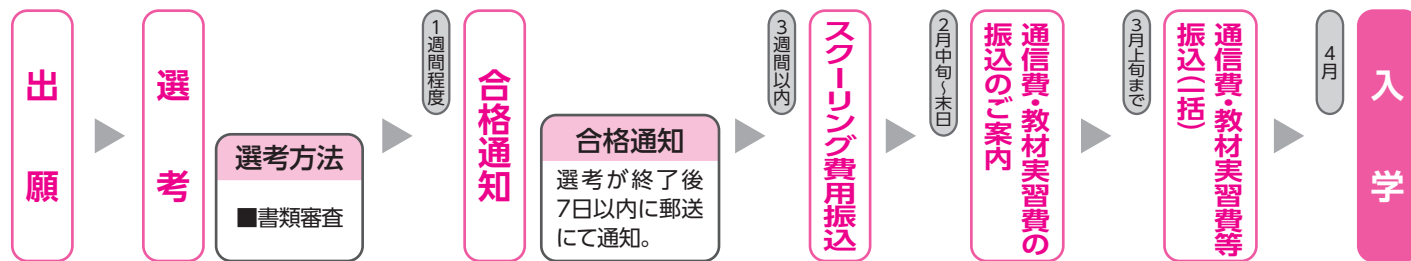 出願
選考
選考方法
■書類審査
1週間程度
合格通知
合格通知
選考が終了後
7日以内に郵送
にて通知。
3週間以内
スクーリング費用振込
2月中旬~末日
通信費・教材実習費の
振込のご案内
3月上旬まで
通信費・教材実習費等
振込(一括)
4月
入学